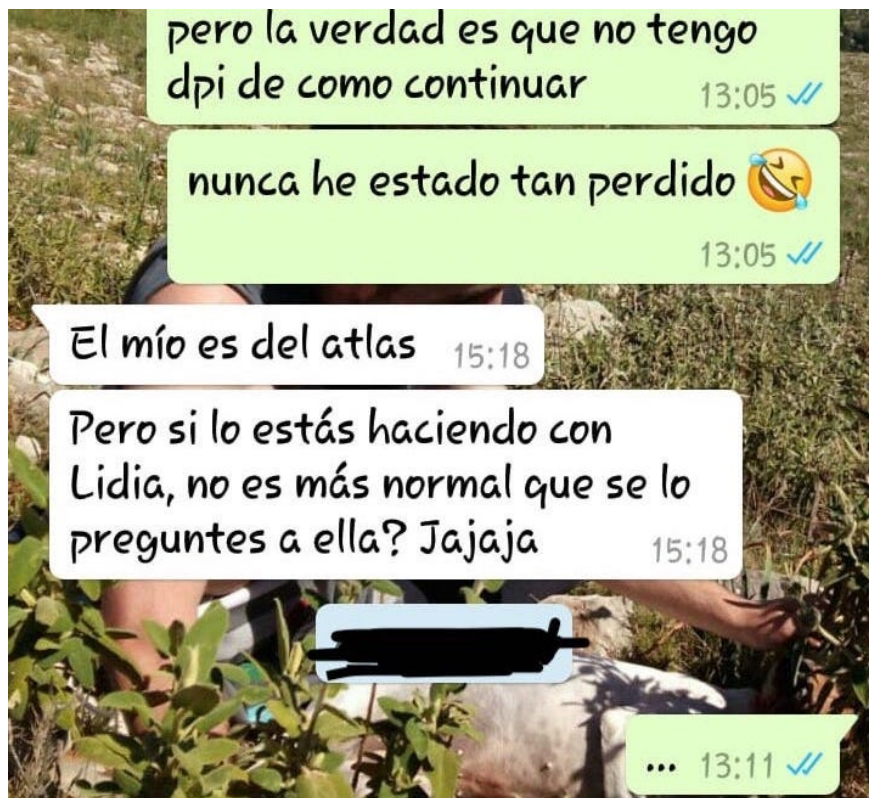 pero la verdad es que no tengo
dpi de como continuar
13:05
nunca he estado tan perdido 🤣
13:05
El mío es del atlas 15:18
Pero si lo estás haciendo con
Lidia, no es más normal que se lo
preguntes a ella? Jajaja 15:18
... 13:11